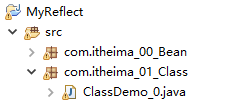 MyReflect
src
com.itheima_00_Bean
com.itheima_01_Class
ClassDemo_0.java